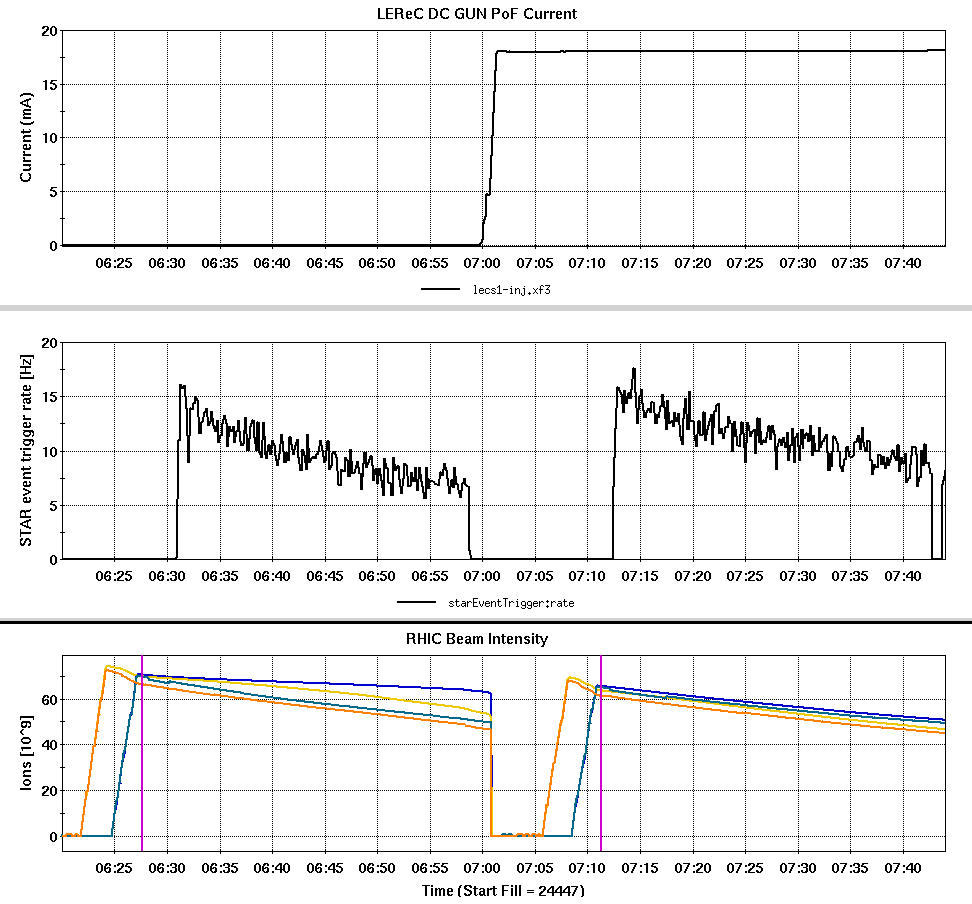 LEReC DC GUN PoF Current
20
15
10
5
0
Current (mA)
06:25 06:30 06:35 06:40 06:45 06:50 06:55 07:00 07:05 07:10 07:15 07:20 07:25 07:30 07:35 07:40
lecs1-inj.xf3
20
15
10
5
0
STAR event trigger rate [Hz]
06:25 06:30 06:35 06:40 06:45 06:50 06:55 07:00 07:05 07:10 07:15 07:20 07:25 07:30 07:35 07:40
starEventTrigger:rate
RHIC Beam Intensity
60
40
20
0
Ions [10^9]
06:25 06:30 06:35 06:40 06:45 06:50 06:55 07:00 07:05 07:10 07:15 07:20 07:25 07:30 07:35 07:40
Time (Start Fill = 24447)